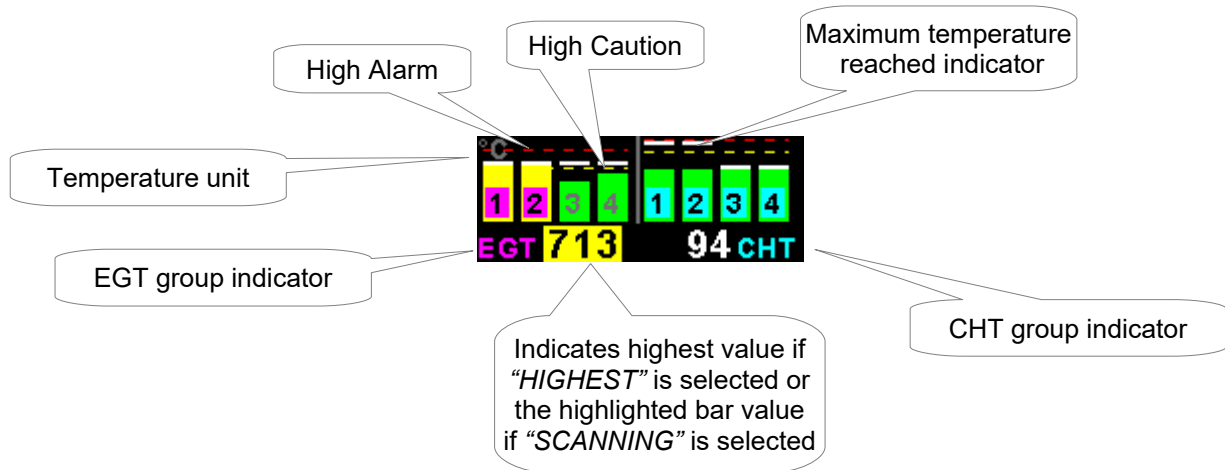 High Alarm
High Caution
Maximum temperature
reached indicator
Temperature unit
°C
1 2 3 4 1 2 3 4
EGT 713 94 CHT
EGT group indicator
CHT group indicator
Indicates highest value if
“HIGHEST” is selected or
the highlighted bar value
if “SCANNING” is selected